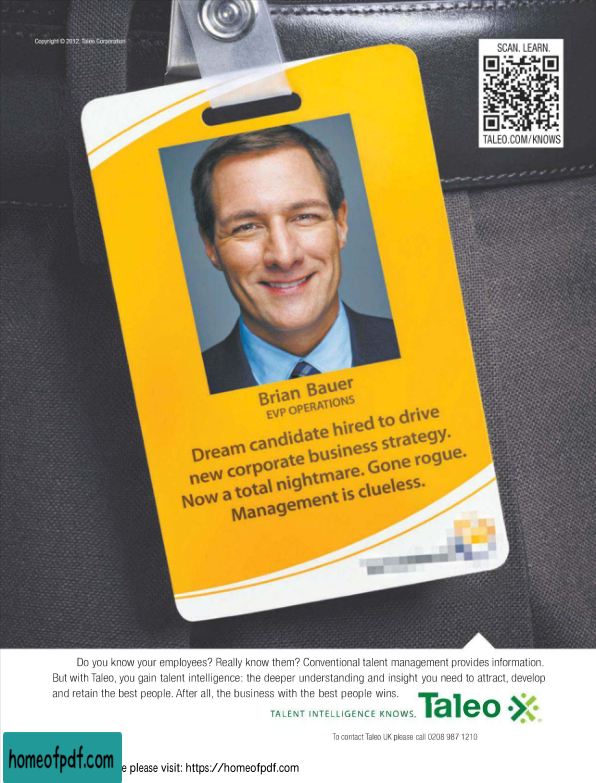 Copyright © 2012, Taleo Corporation
SCAN. LEARN.
TALEO.COM/KNOWS
Brian Bauer
EVP OPERATIONS
Dream candidate hired to drive
new corporate business strategy.
Now a total nightmare. Gone rogue.
Management is clueless.
Do you know your employees? Really know them? Conventional talent management provides information.
But with Taleo, you gain talent intelligence: the deeper understanding and insight you need to attract, develop
and retain the best people. After all, the business with the best people wins.
TALENT INTELLIGENCE KNOWS.
Taleo
To contact Taleo UK please call 0208 987 1210
homeofpdf.com
please visit: https://homeofpdf.com